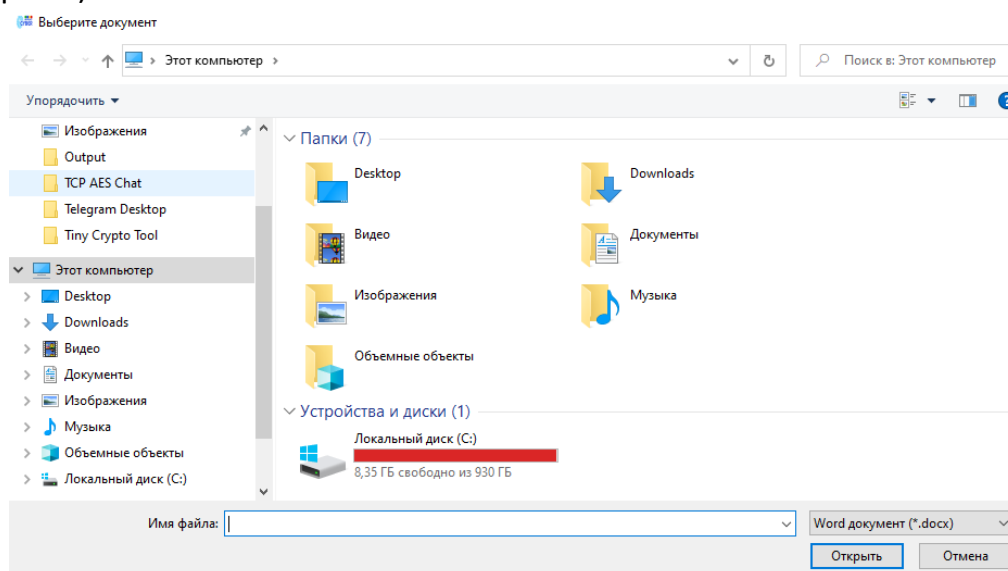 Выберите документ
Этот компьютер
Поиск в: Этот компьютер
Упорядочить
Изображения
Output
TCP AES Chat
Telegram Desktop
Tiny Crypto Tool
Этот компьютер
Desktop
Downloads
Видео
Документы
Изображения
Музыка
Объемные объекты
Локальный диск (C:)
Папки (7)
Desktop
Downloads
Видео
Документы
Изображения
Музыка
Объемные объекты
Устройства и диски (1)
Локальный диск (C:)
8,35 ГБ свободно из 930 ГБ
Имя файла:
Word документ (*.docx)
Открыть
Отмена